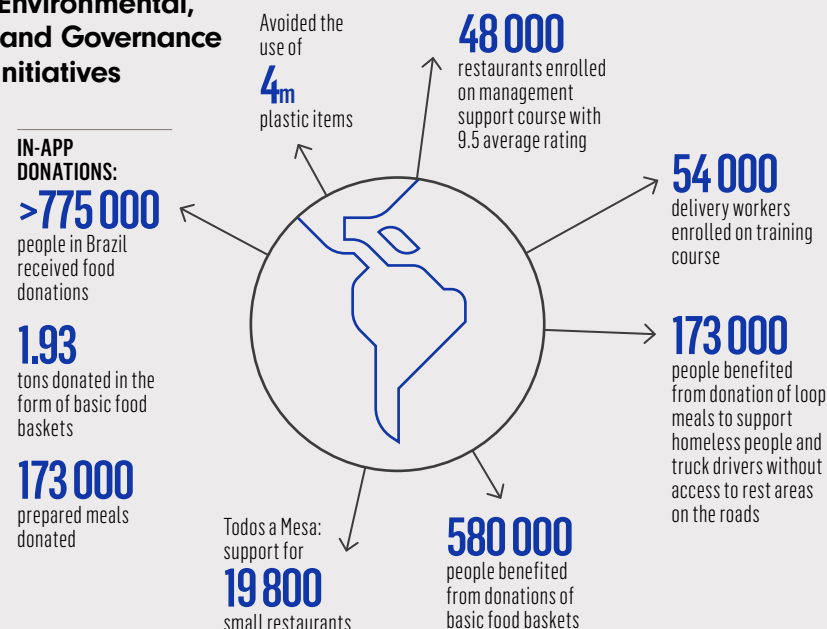 Environmental,
and Governance
Initiatives
IN-APP
DONATIONS:
>775 000
people in Brazil
received food
donations
1.93
tons donated in the
form of basic food
baskets
173 000
prepared meals
donated
Avoided the
use of
4m
plastic items
48 000
restaurants enrolled
on management
support course with
9.5 average rating
54 000
delivery workers
enrolled on training
course
173 000
people benefited
from donation of loop
meals to support
homeless people and
truck drivers without
access to rest areas
on the roads
580 000
people benefited
from donations of
basic food baskets
Todos a Mesa:
support for
19 800
small restaurants